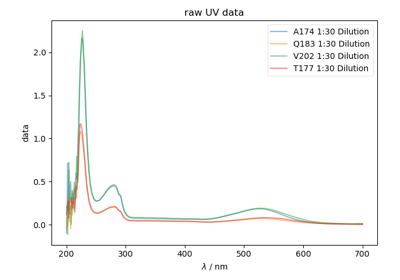 raw UV data
A174 1:30 Dilution
Q183 1:30 Dilution
V202 1:30 Dilution
T177 1:30 Dilution
2.0
1.5
1.0
0.5
0.0
data
200 300 400 500 600 700
λ / nm